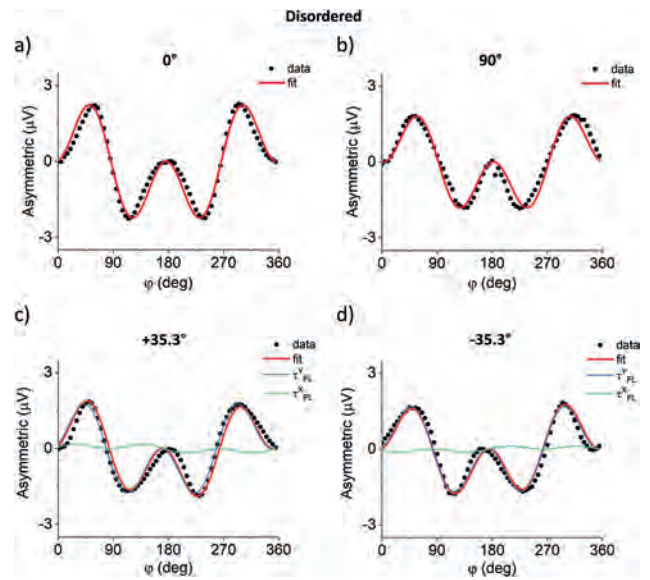 Disordered
a)
0°
data
fit
Asymmetric (μV)
3
0
-3
0 90 180 270 360
φ (deg)
b)
90°
data
fit
Asymmetric (μV)
3
0
-3
0 90 180 270 360
φ (deg)
c)
+35.3°
data
fit
τ^Y_FL
τ^X_FL
Asymmetric (μV)
3
0
-3
0 90 180 270 360
φ (deg)
d)
-35.3°
data
fit
τ^Y_FL
τ^X_FL
Asymmetric (μV)
3
0
-3
0 90 180 270 360
φ (deg)